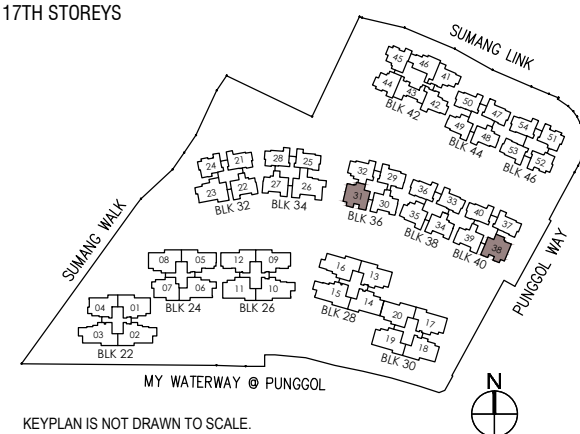 17TH STOREYS
SUMANG LINK
45 46 41
44 43 42
BLK 42
50 47
49 48
BLK 44
54 51
53 52
BLK 46
24 21
23 22
BLK 32
28 25
27 26
BLK 34
32 29
31 30
BLK 36
36 33
35 34
BLK 38
40 37
39 38
BLK 40
SUMANG WALK
PUNGGOL WAY
08 05
07 06
BLK 24
12 09
11 10
BLK 26
16 13
15 14
BLK 28
04 01
03 02
BLK 22
20 17
19 18
BLK 30
MY WATERWAY @ PUNGGOL
N
KEYPLAN IS NOT DRAWN TO SCALE.